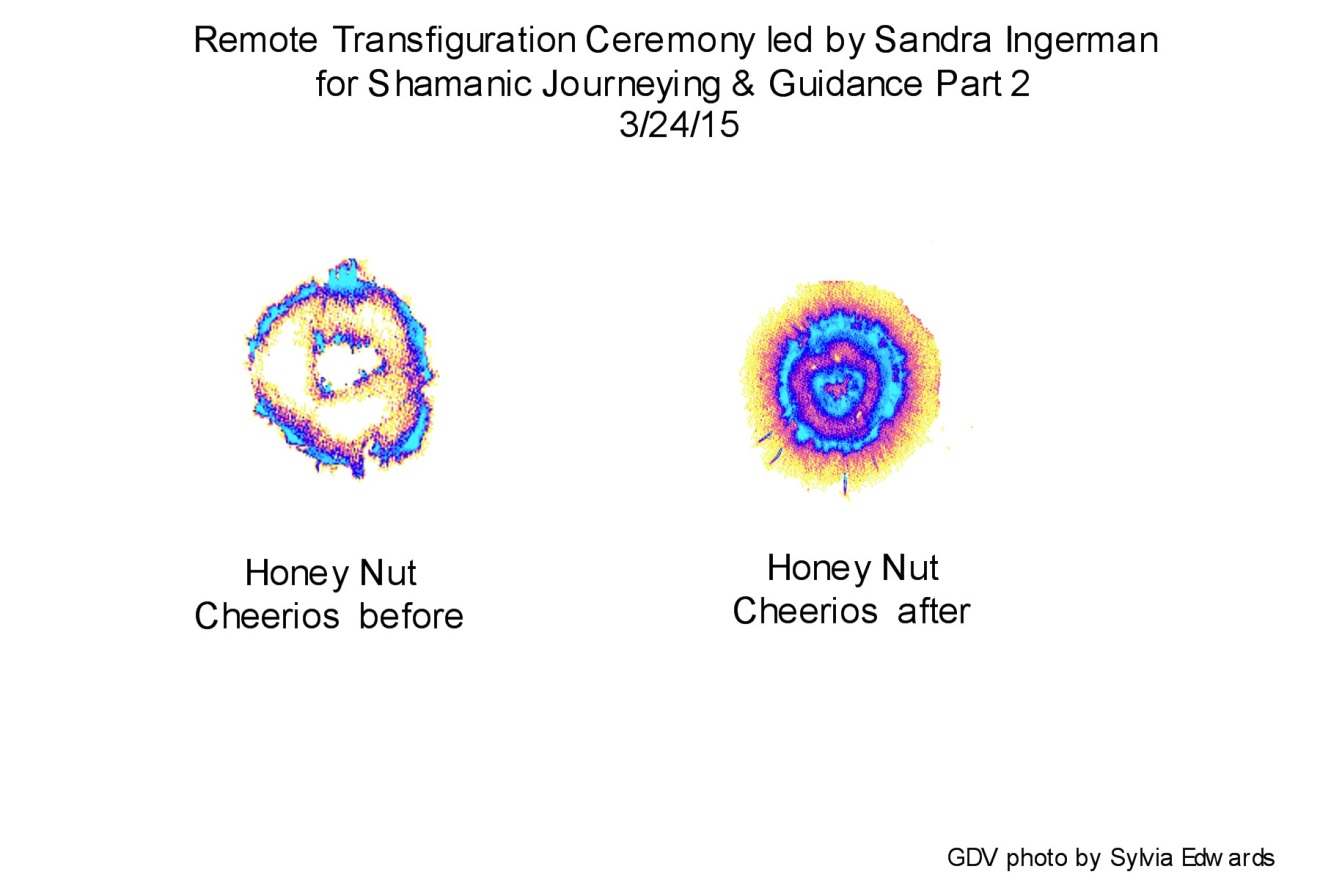 Remote Transfiguration Ceremony led by Sandra Ingerman
for Shamanic Journeying & Guidance Part 2
3/24/15
Honey Nut
Cheerios before
Honey Nut
Cheerios after
GDV photo by Sylvia Edwards